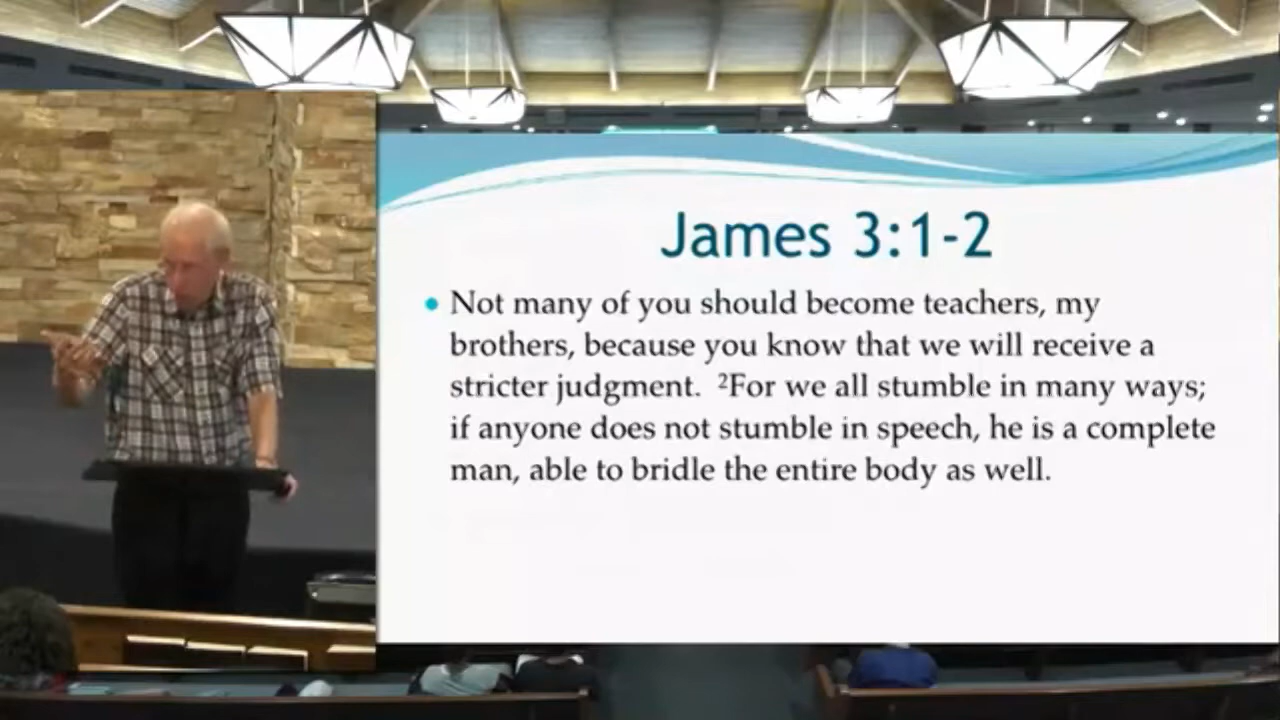 James 3:1-2
• Not many of you should become teachers, my
brothers, because you know that we will receive a
stricter judgment. ²For we all stumble in many ways;
if anyone does not stumble in speech, he is a complete
man, able to bridle the entire body as well.